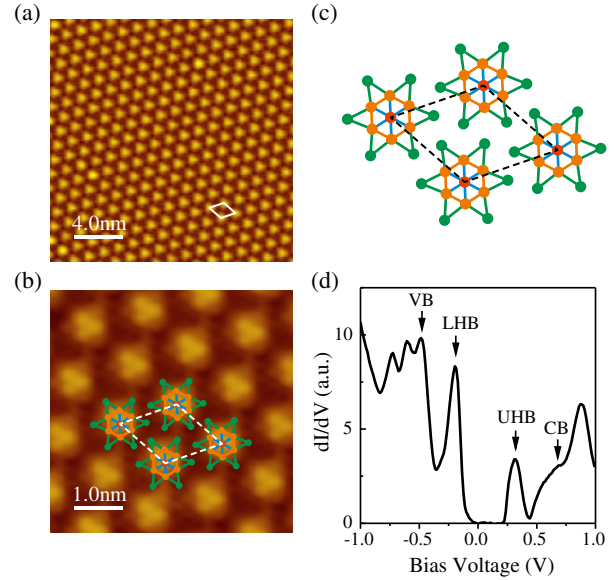 (a)
4.0nm
(b)
1.0nm
(c)
(d)
VB
LHB
UHB
CB
dI/dV (a.u.)
10
5
0
-1.0 -0.5 0.0 0.5 1.0
Bias Voltage (V)